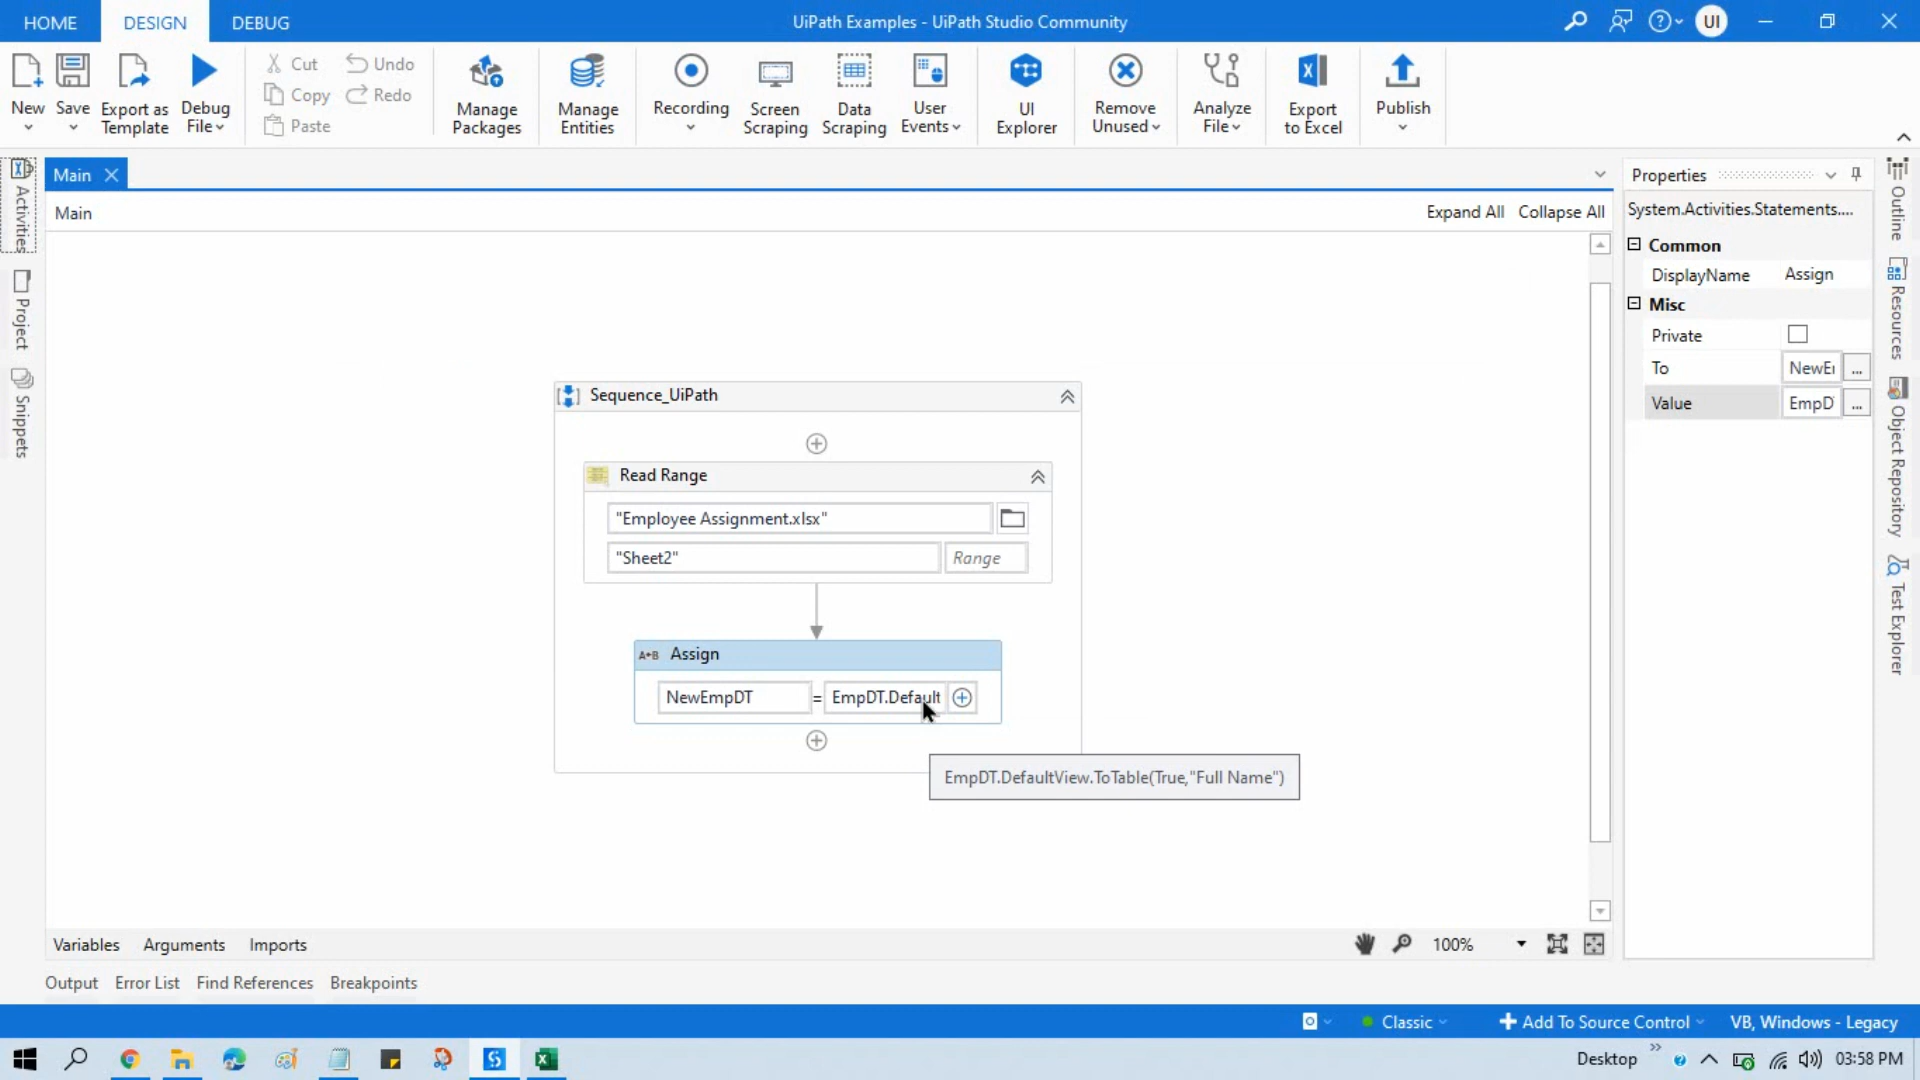 HOME DESIGN DEBUG UiPath Examples - UiPath Studio Community UI
New Save Export as Template Debug File Cut Copy Paste Undo Redo Manage Packages Manage Entities Recording Screen Scraping Data Scraping User Events UI Explorer Remove Unused Analyze File Export to Excel Publish
Main
Main Expand All Collapse All
Activities
Project
Snippets
Sequence_UiPath
Read Range
"Employee Assignment.xlsx"
"Sheet2" Range
A+B Assign
NewEmpDT = EmpDT.Default
EmpDT.DefaultView.ToTable(True,"Full Name")
Properties
System.Activities.Statements....
Common
DisplayName Assign
Misc
Private
To NewEi ...
Value EmpD ...
Outline
Resources
Object Repository
Test Explorer
Variables Arguments Imports 100%
Output Error List Find References Breakpoints
Classic Add To Source Control VB, Windows - Legacy
Desktop 03:58 PM